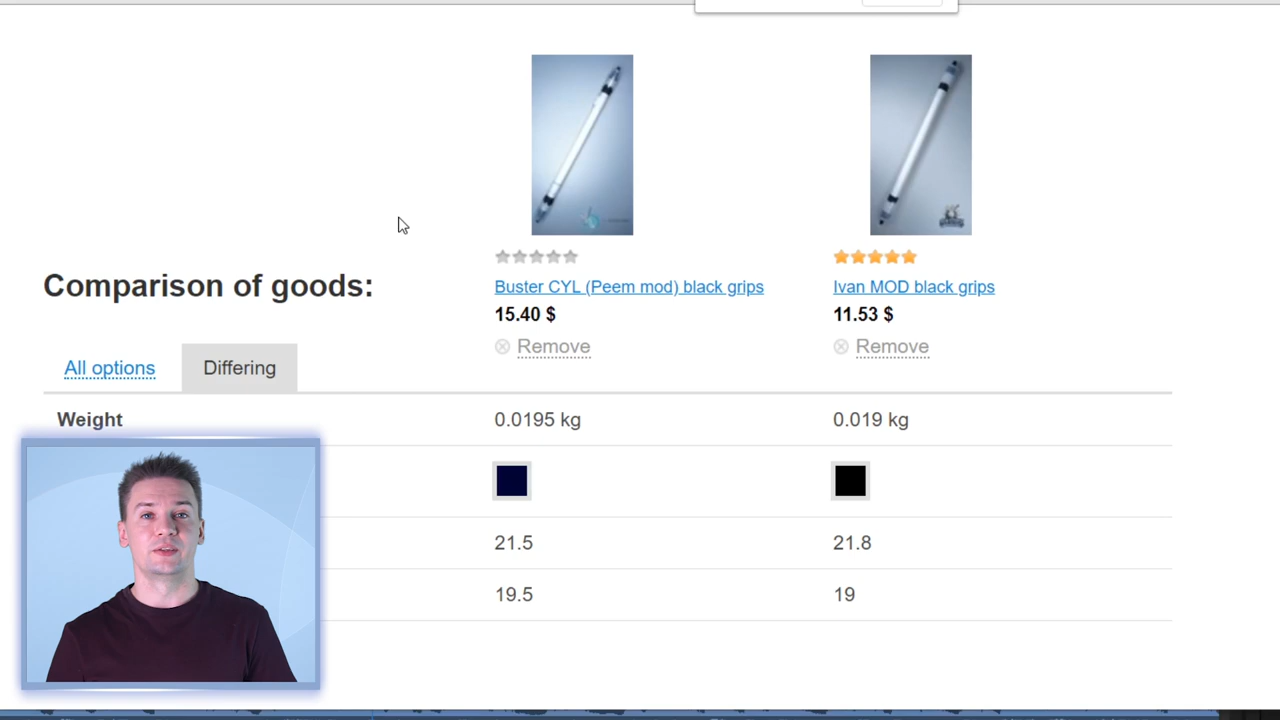 Comparison of goods:
Buster CYL (Peem mod) black grips
15.40 $
Remove
Ivan MOD black grips
11.53 $
Remove
All options
Differing
Weight
0.0195 kg
0.019 kg
21.5
21.8
19.5
19